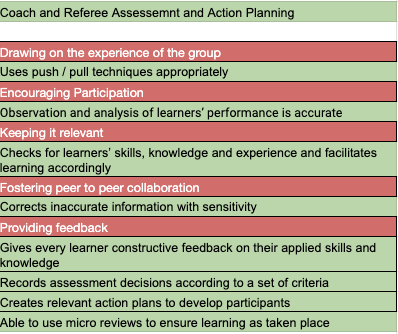 Coach and Referee Assessemnt and Action Planning
Drawing on the experience of the group
Uses push / pull techniques appropriately
Encouraging Participation
Observation and analysis of learners' performance is accurate
Keeping it relevant
Checks for learners' skills, knowledge and experience and facilitates
learning accordingly
Fostering peer to peer collaboration
Corrects inaccurate information with sensitivity
Providing feedback
Gives every learner constructive feedback on their applied skills and
knowledge
Records assessment decisions according to a set of criteria
Creates relevant action plans to develop participants
Able to use micro reviews to ensure learning as taken place